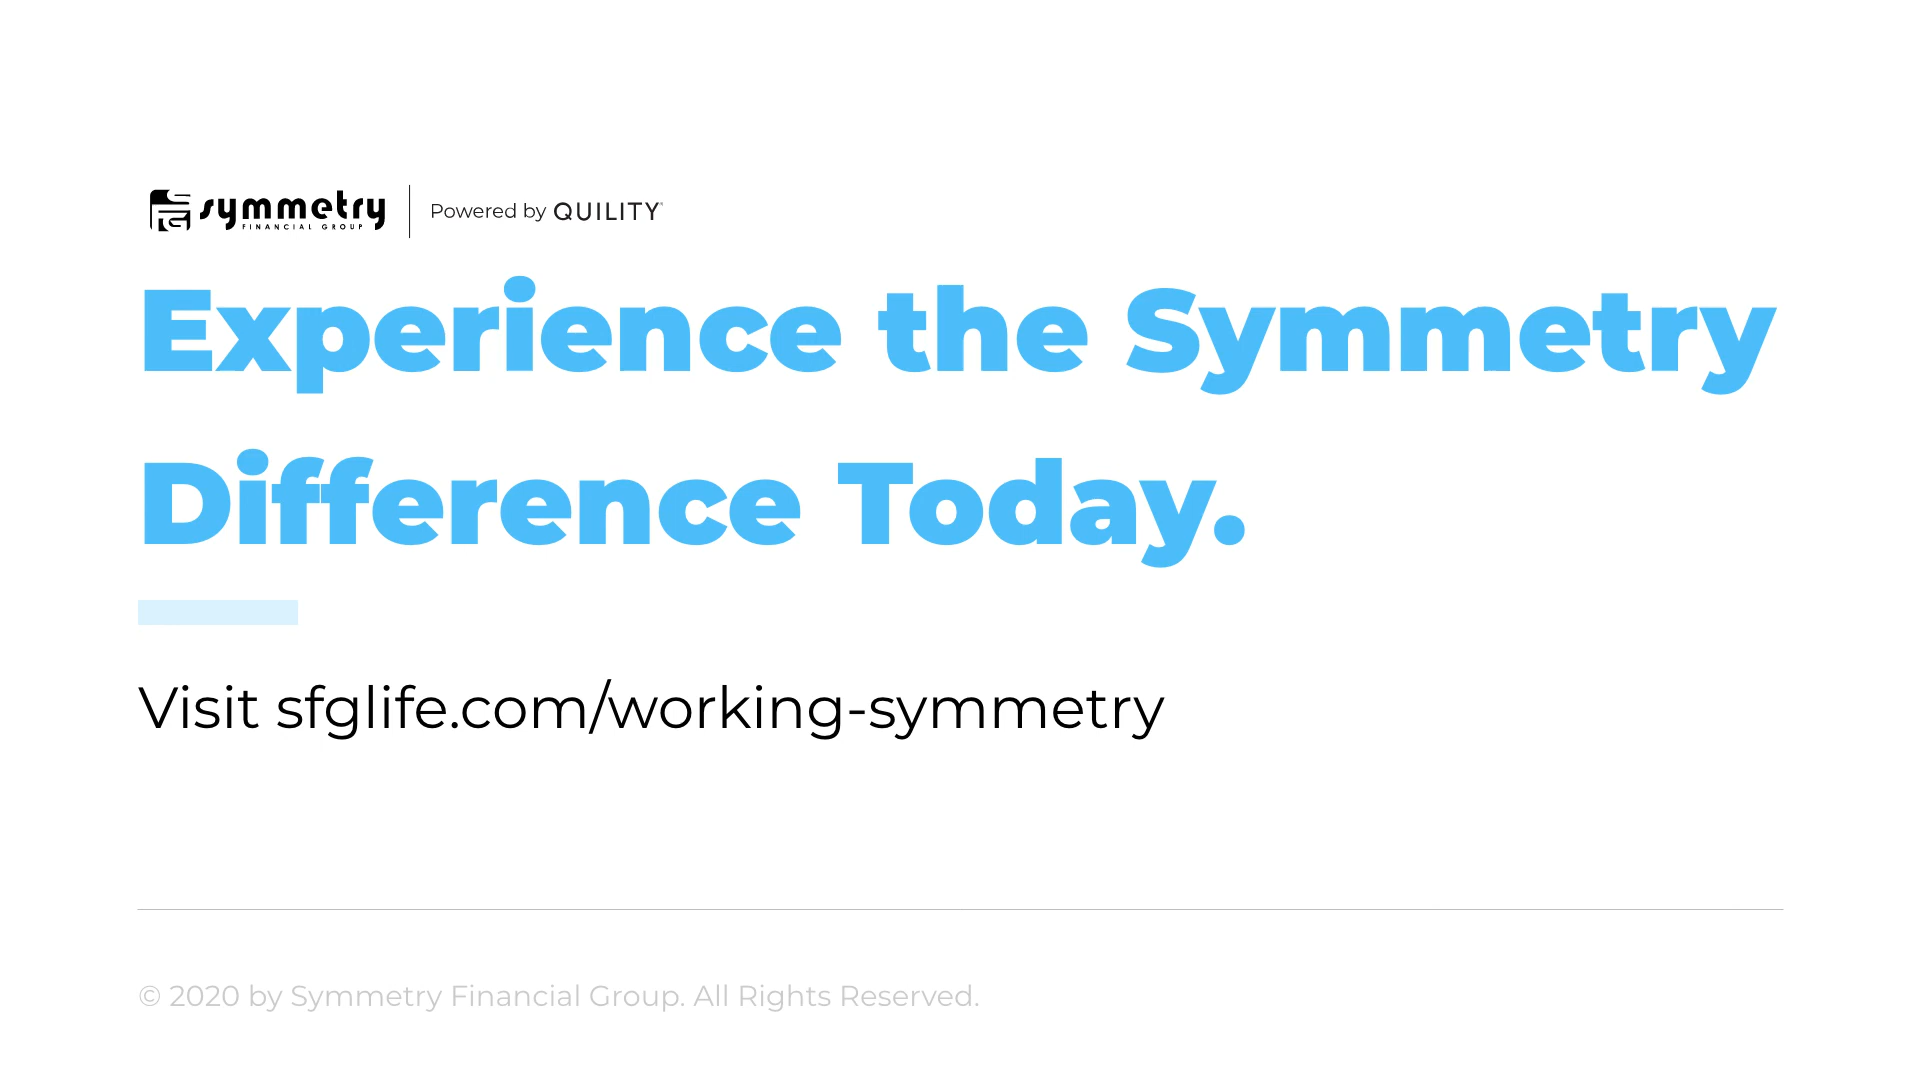 symmetry
FINANCIAL GROUP
Powered by QUILITY
Experience the Symmetry
Difference Today.
Visit sfglife.com/working-symmetry
© 2020 by Symmetry Financial Group. All Rights Reserved.